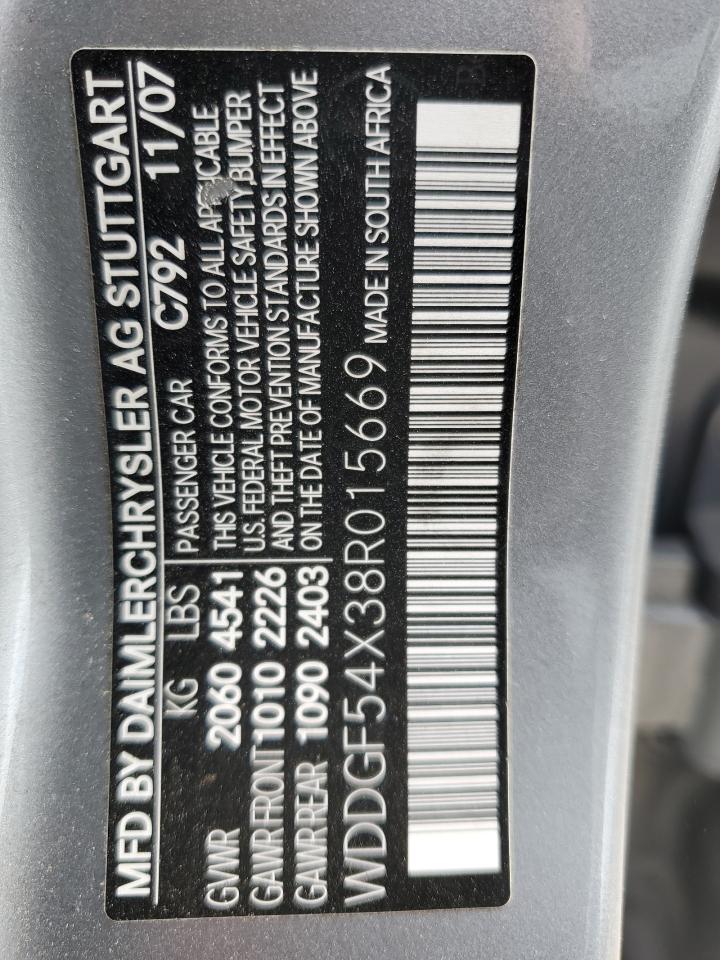 MFD BY DAIMLERCHRYSLER AG STUTTGART
KG LBS PASSENGER CAR C792 11/07
GVWR 2060 4541 THIS VEHICLE CONFORMS TO ALL APPLICABLE
GAWR FRONT 1010 2226 U.S. FEDERAL MOTOR VEHICLE SAFETY BUMPER
AND THEFT PREVENTION STANDARDS IN EFFECT
GAWR REAR 1090 2403 ON THE DATE OF MANUFACTURE SHOWN ABOVE
WDDGF54X38R015669 MADE IN SOUTH AFRICA